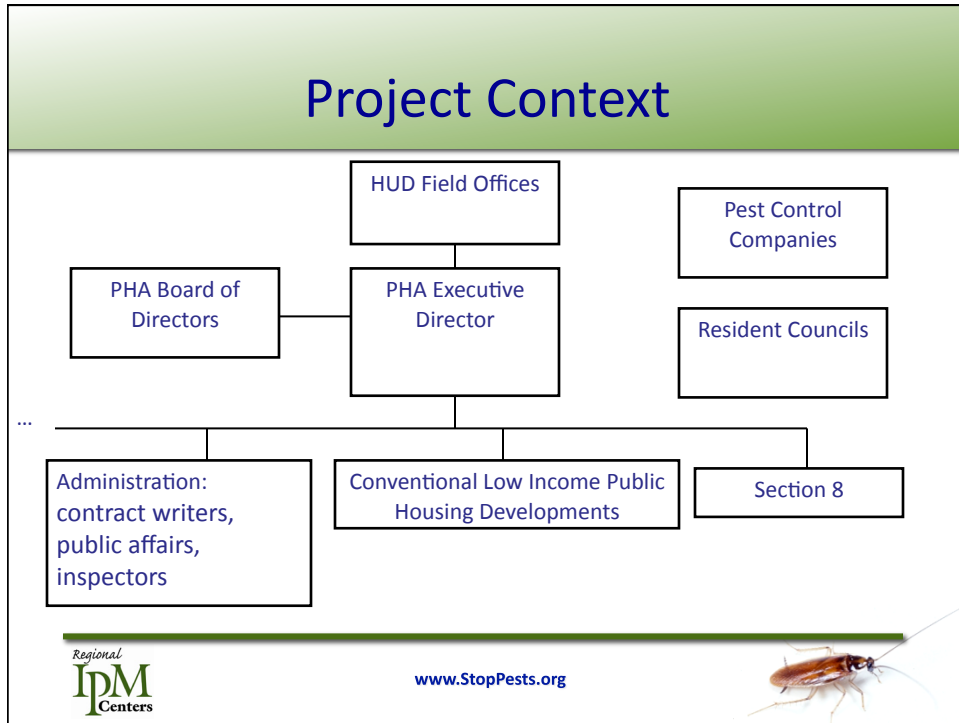 Project Context
HUD Field Offices
Pest Control
Companies
PHA Board of
Directors
PHA Executive
Director
Resident Councils
...
Administration:
contract writers,
public affairs,
inspectors
Conventional Low Income Public
Housing Developments
Section 8
Regional
IPM
Centers
www.StopPests.org